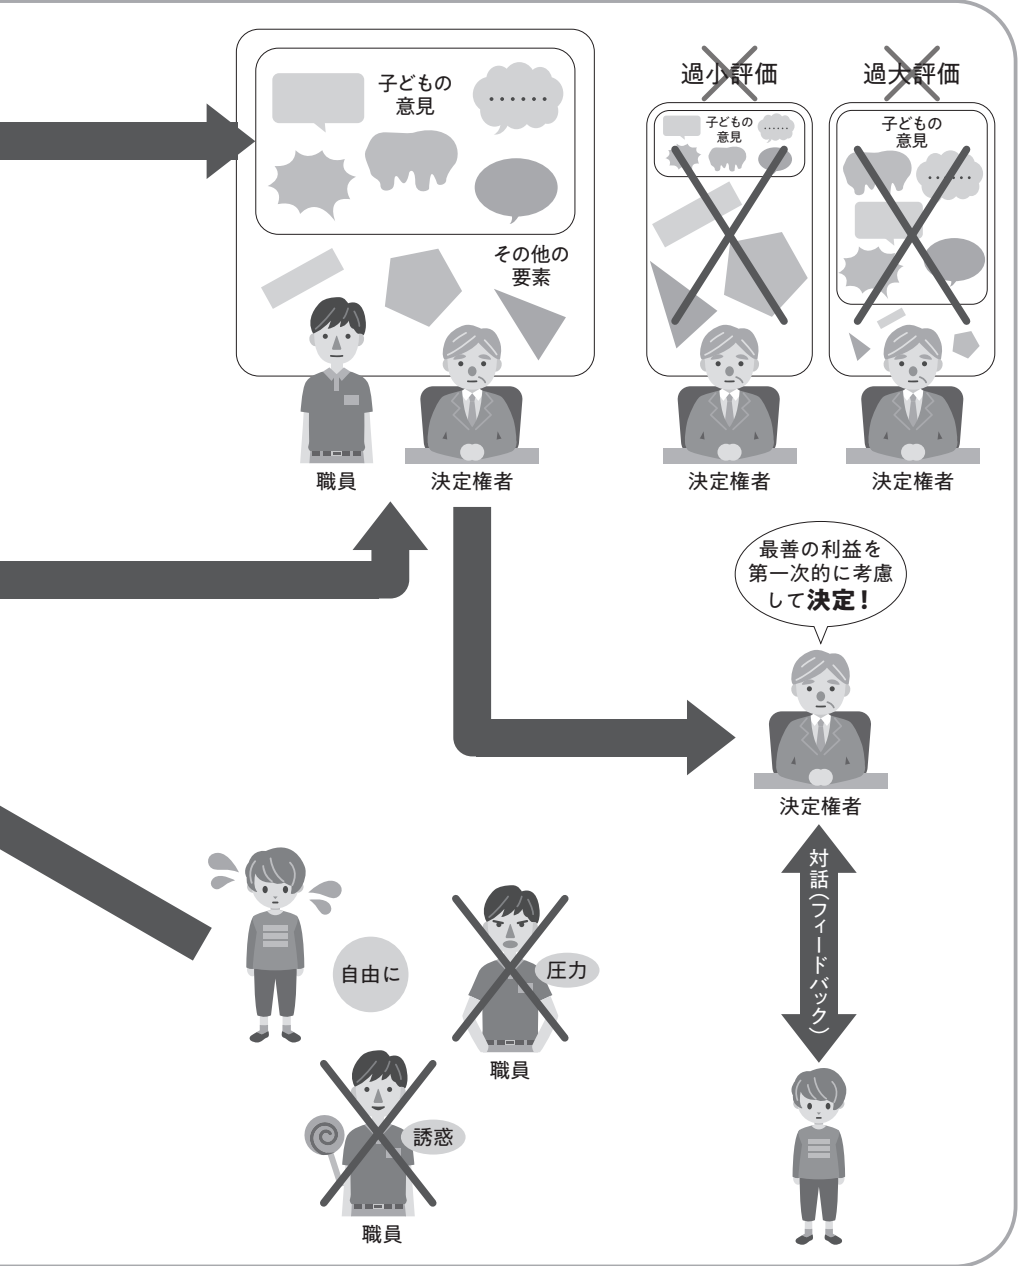 子どもの
意見
‥‥‥
その他の
要素
職員
決定権者
過小評価
子どもの
意見
‥‥‥
決定権者
過大評価
子どもの
意見
‥‥‥
決定権者
最善の利益を
第一次的に考慮
して決定！
決定権者
対話（フィードバック）
自由に
圧力
職員
誘惑
職員